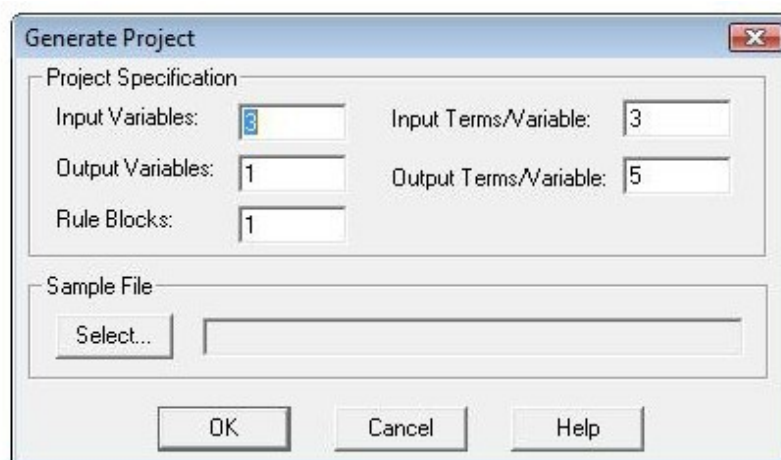 Generate Project
Project Specification
Input Variables: 3 Input Terms/Variable: 3
Output Variables: 1 Output Terms/Variable: 5
Rule Blocks: 1
Sample File
Select...
OK Cancel Help